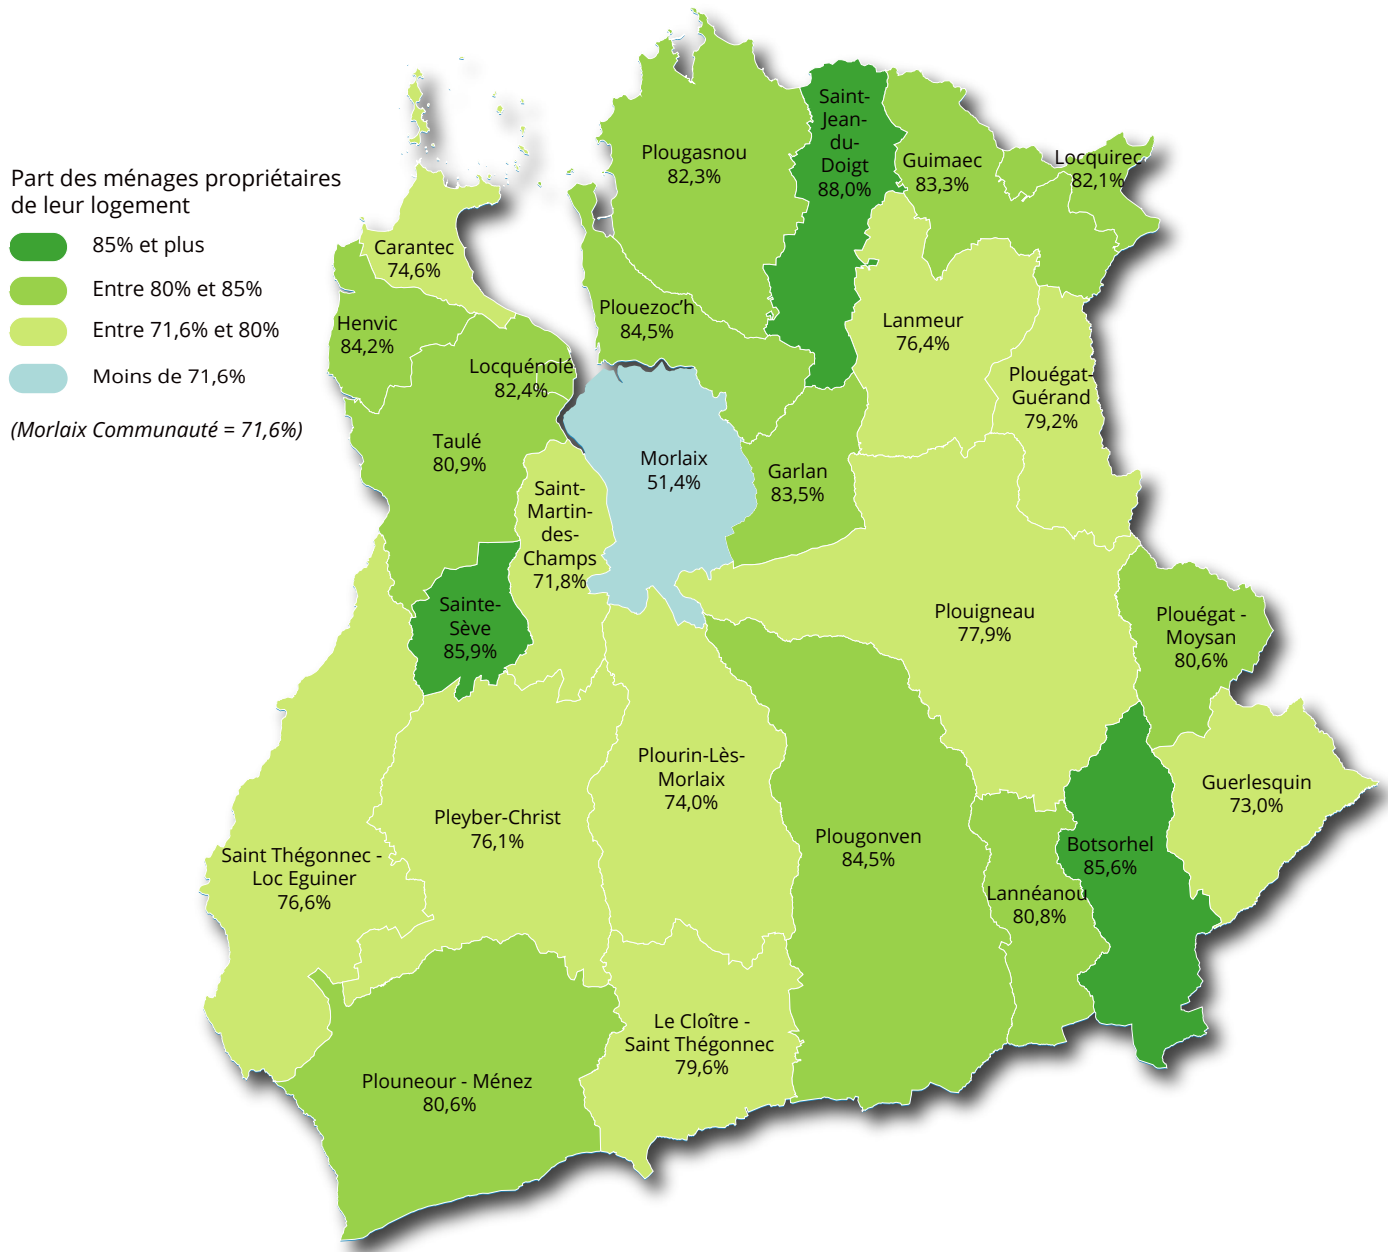 Part des ménages propriétaires
de leur logement
85% et plus
Entre 80% et 85%
Entre 71,6% et 80%
Moins de 71,6%
(Morlaix Communauté = 71,6%)
Plougasnou
82,3%
Saint-
Jean-
du-
Doigt
88,0%
Guimaec
83,3%
Locquirec
82,1%
Carantec
74,6%
Henvic
84,2%
Plouezoc’h
84,5%
Lanmeur
76,4%
Locquénolé
82,4%
Plouégat-
Guérand
79,2%
Taulé
80,9%
Morlaix
51,4%
Garlan
83,5%
Saint-
Martin-
des-
Champs
71,8%
Sainte-
Sève
85,9%
Plouigneau
77,9%
Plouégat -
Moysan
80,6%
Plourin-Lès-
Morlaix
74,0%
Guerlesquin
73,0%
Pleyber-Christ
76,1%
Plougonven
84,5%
Botsorhel
85,6%
Saint Thégonnec -
Loc Eguiner
76,6%
Lannéanou
80,8%
Le Cloître -
Saint Thégonnec
79,6%
Plouneour - Ménez
80,6%